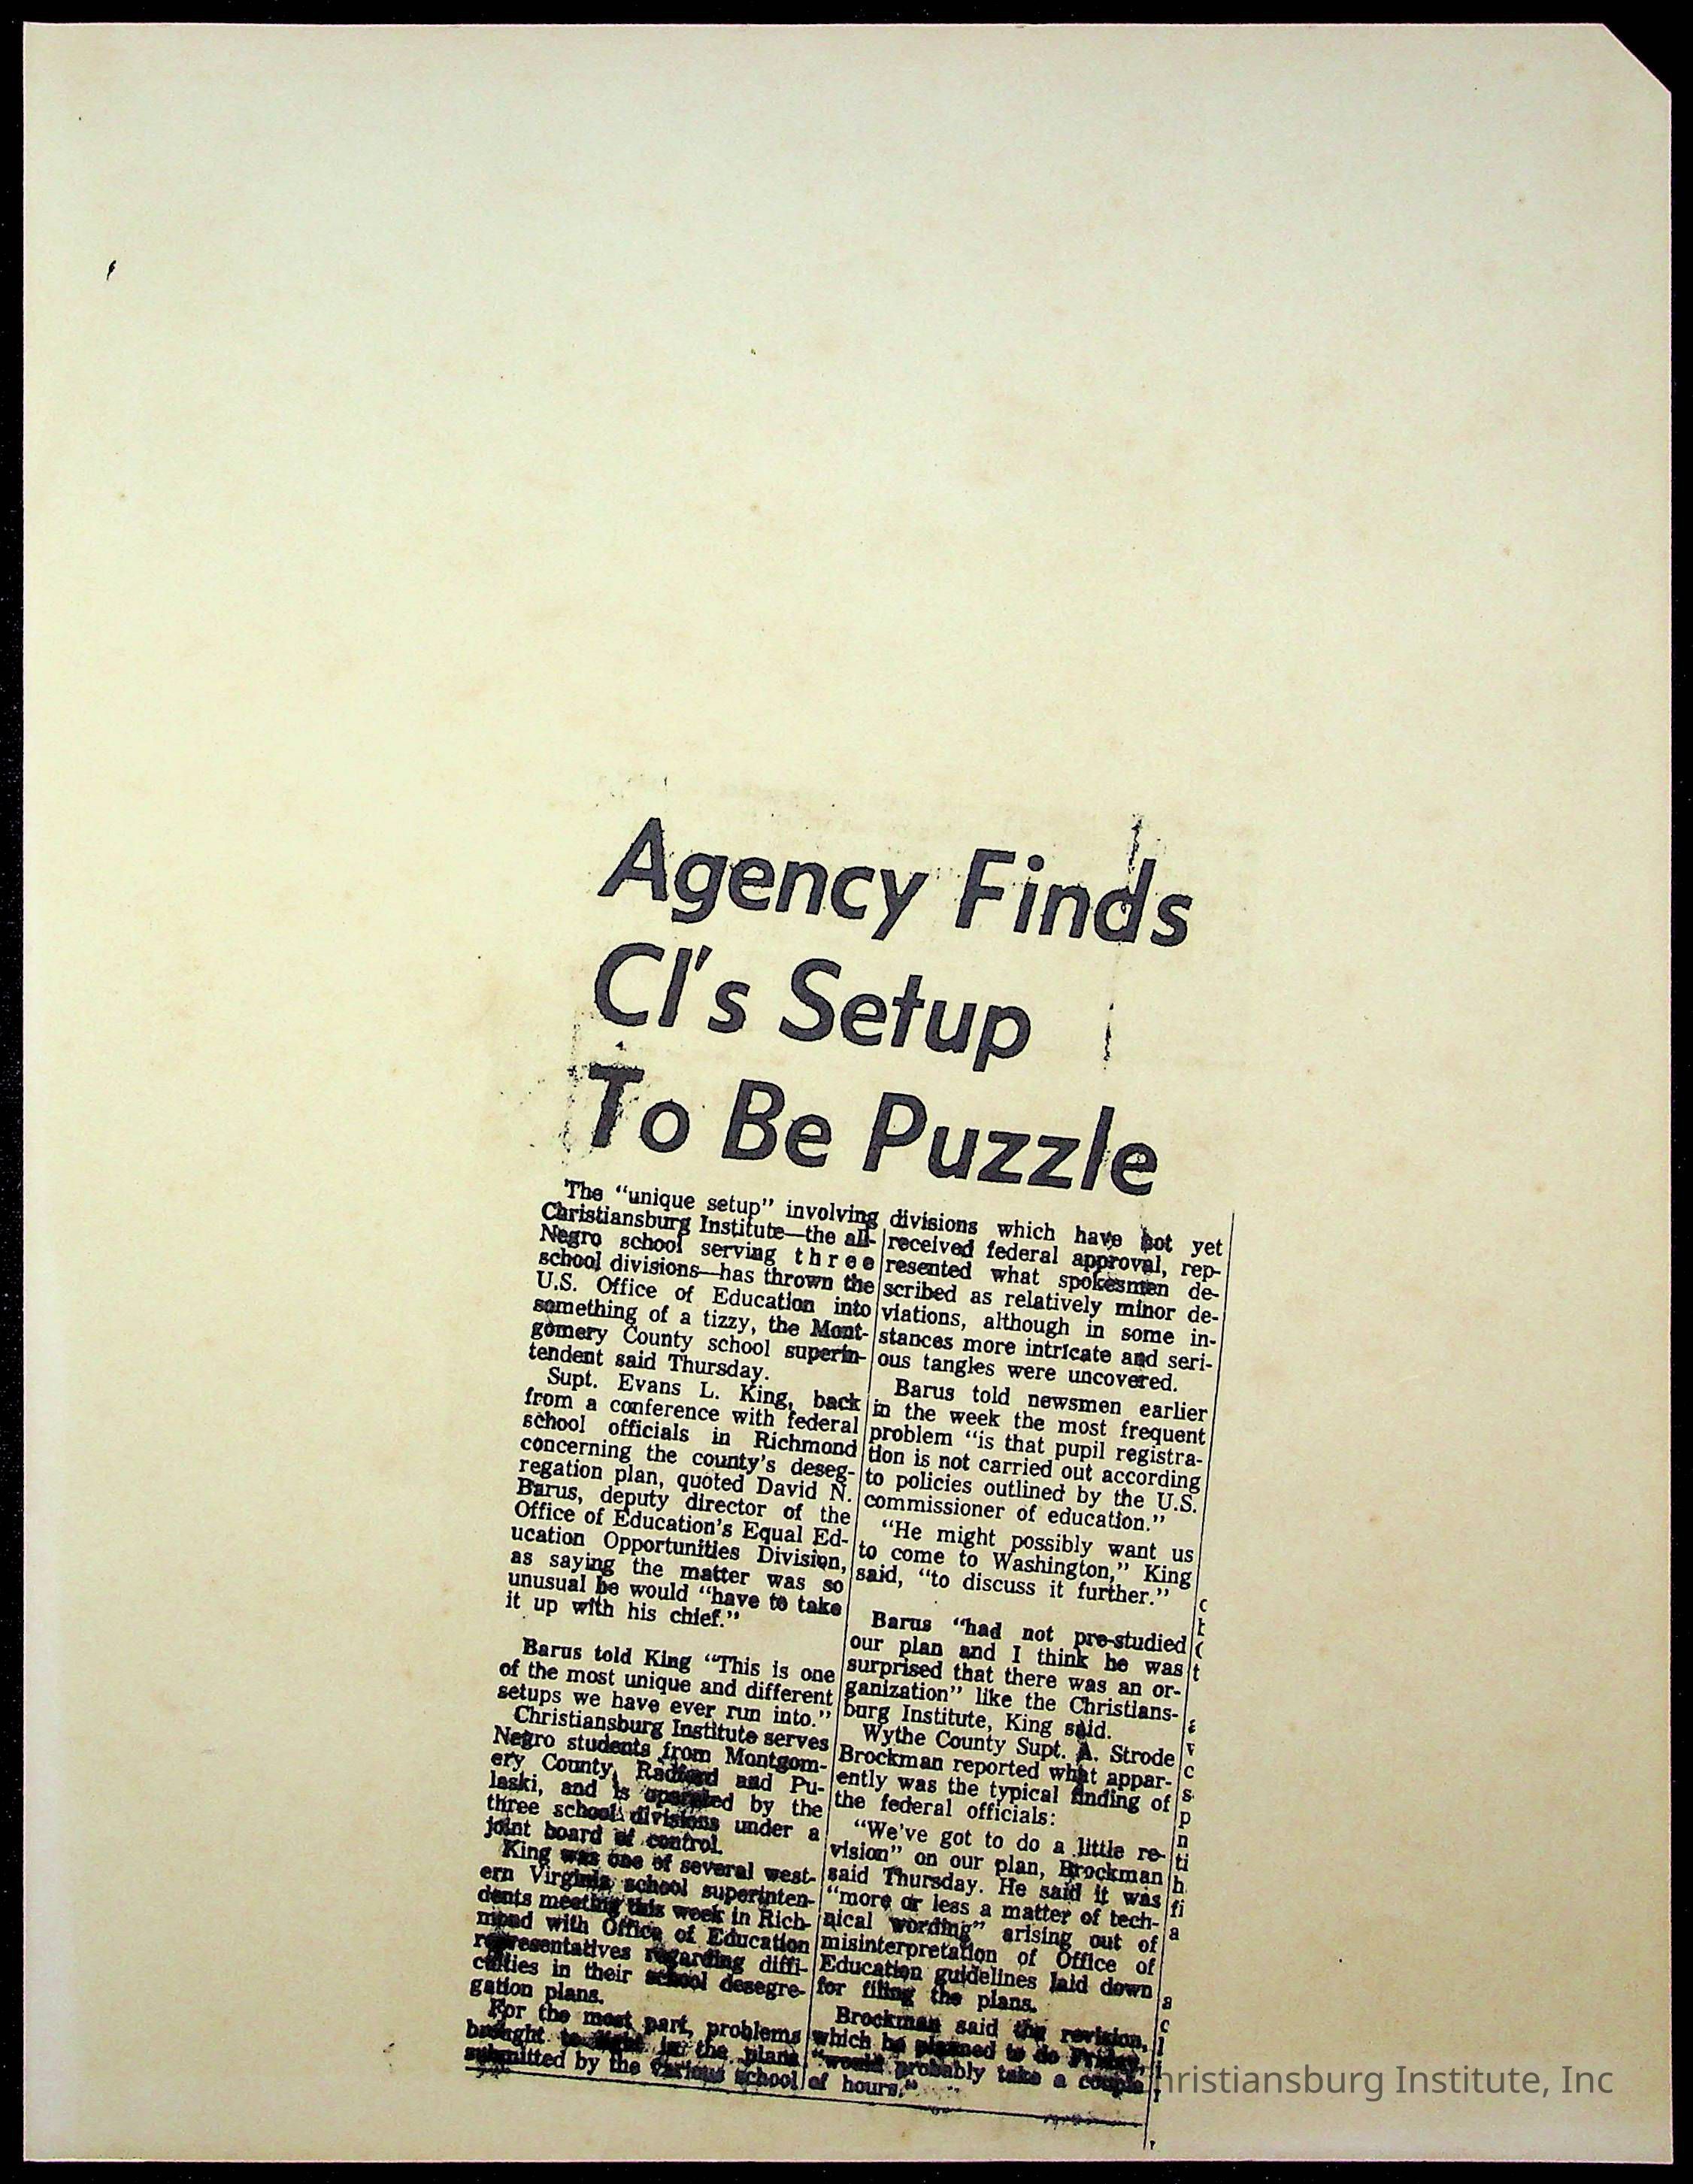 Agency Finds
CI's Setup
To Be Puzzle
The "unique setup" involving
Christiansburg Institute—the all-
Negro school serving three
school divisions—has thrown the
U.S. Office of Education into
something of a tizzy, the Mont-
gomery County school superin-
tendent said Thursday.
Supt. Evans L. King, back
from a conference with federal
school officials in Richmond
concerning the county's deseg-
regation plan, quoted David N.
Barus, deputy director of the
Office of Education's Equal Ed-
ucation Opportunities Division,
as saying the matter was so
unusual he would "have to take
it up with his chief."
Barus told King "This is one
of the most unique and different
setups we have ever run into."
Christiansburg Institute serves
Negro students from Montgom-
ery County, Radford and Pu-
laski, and is operated by the
three school divisions under a
joint board of control.
King was one of several west-
ern Virginia school superinten-
dents meeting this week in Rich-
mond with Office of Education
representatives regarding diffi-
culties in their school desegre-
gation plans.
For the most part, problems
brought to light in the plans
submitted by the various school
divisions which have not yet
received federal approval, rep-
resented what spokesmen de-
scribed as relatively minor de-
viations, although in some in-
stances more intricate and seri-
ous tangles were uncovered.
Barus told newsmen earlier
in the week the most frequent
problem "is that pupil registra-
tion is not carried out according
to policies outlined by the U.S.
commissioner of education."
"He might possibly want us
to come to Washington," King
said, "to discuss it further."
Barus "had not pre-studied
our plan and I think he was
surprised that there was an or-
ganization" like the Christians-
burg Institute, King said.
Wythe County Supt. A. Strode
Brockman reported what appar-
ently was the typical finding of
the federal officials:
"We've got to do a little re-
vision" on our plan, Brockman
said Thursday. He said it was
"more or less a matter of tech-
nical wording" arising out of
misinterpretation of Office of
Education guidelines laid down
for filing the plans.
Brockman said the revision,
which he planned to do Friday,
"would probably take a couple
of hours."
hristiansburg Institute, Inc